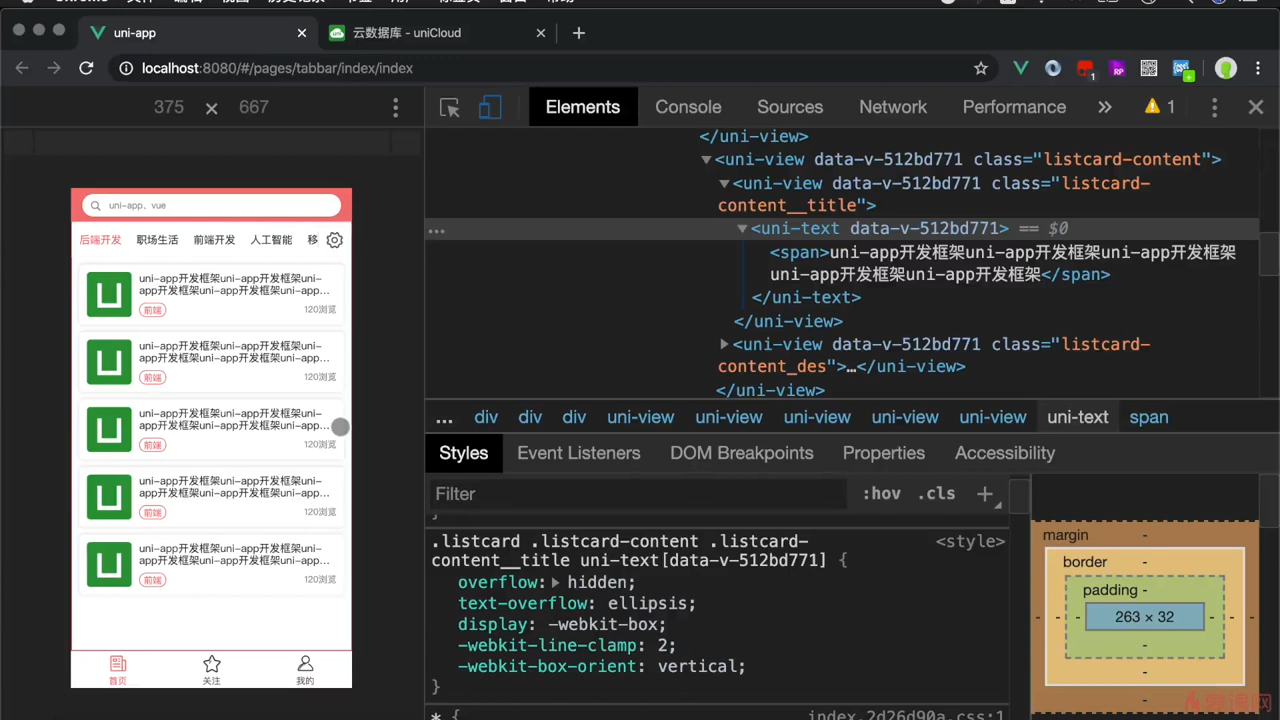 uni-app
云数据库 - uniCloud
localhost:8080/#/pages/tabbar/index/index
1
375 × 667
Elements
Console
Sources
Network
Performance
1
uni-app、vue
后端开发 职场生活 前端开发 人工智能 移
uni-app开发框架uni-app开发框架uni-
app开发框架uni-app开发框架uni-app...
前端 120浏览
uni-app开发框架uni-app开发框架uni-
app开发框架uni-app开发框架uni-app...
前端 120浏览
uni-app开发框架uni-app开发框架uni-
app开发框架uni-app开发框架uni-app...
前端 120浏览
uni-app开发框架uni-app开发框架uni-
app开发框架uni-app开发框架uni-app...
前端 120浏览
uni-app开发框架uni-app开发框架uni-
app开发框架uni-app开发框架uni-app...
前端 120浏览
首页 关注 我的
</uni-view>
<uni-view data-v-512bd771 class="listcard-content">
<uni-view data-v-512bd771 class="listcard-
content__title">
<uni-text data-v-512bd771> == $0
<span>uni-app开发框架uni-app开发框架uni-app开发框架
uni-app开发框架uni-app开发框架</span>
</uni-text>
</uni-view>
<uni-view data-v-512bd771 class="listcard-
content_des">…</uni-view>
</uni-view>
... div div div uni-view uni-view uni-view uni-view uni-view uni-text span
Styles Event Listeners DOM Breakpoints Properties Accessibility
Filter :hov .cls +
}
.listcard .listcard-content .listcard- <style>
content__title uni-text[data-v-512bd771] {
overflow: hidden;
text-overflow: ellipsis;
display: -webkit-box;
-webkit-line-clamp: 2;
-webkit-box-orient: vertical;
}
* { index.2d26d90a.css:1
margin -
border -
padding -
263 × 32